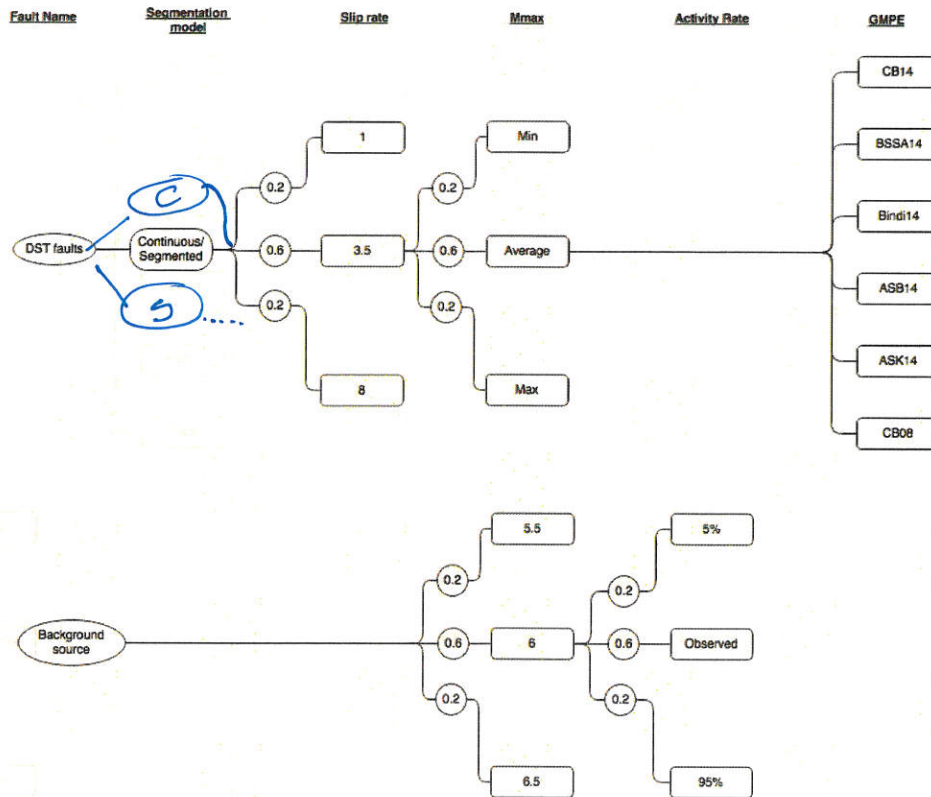 Fault Name
Segmentation
model
Slip rate
Mmax
Activity Rate
GMPE
CB14
1
Min
BSSA14
0.2
0.2
C
Bindi14
DST faults
Continuous/
Segmented
0.6
3.5
0.6
Average
S .....
0.2
0.2
ASB14
8
Max
ASK14
CB08
5.5
5%
0.2
0.2
Background
source
0.6
6
0.6
Observed
0.2
0.2
6.5
95%